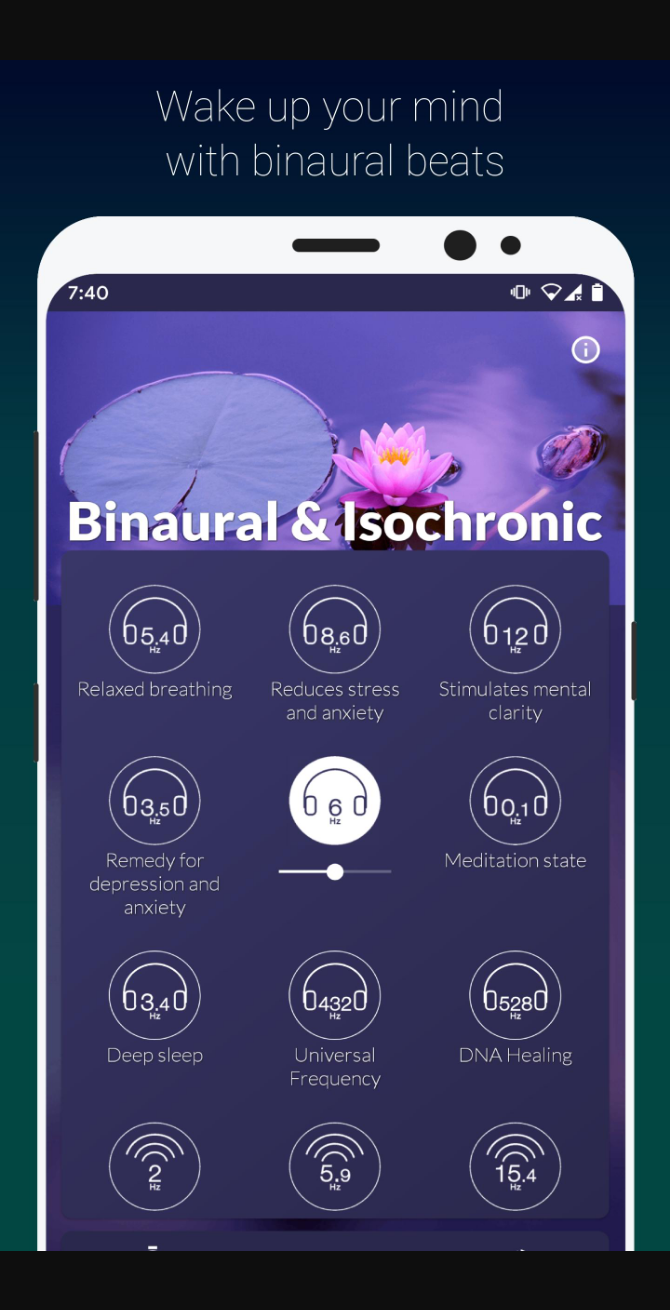 Wake up your mind
with binaural beats
7:40
Binaural & Isochronic
5.4
Hz
8.6
Hz
12
Hz
Relaxed breathing
Reduces stress
and anxiety
Stimulates mental
clarity
3.5
Hz
6
Hz
0.1
Hz
Remedy for
depression and
anxiety
Meditation state
3.4
Hz
432
Hz
528
Hz
Deep sleep
Universal
Frequency
DNA Healing
2
Hz
5.9
Hz
15.4
Hz